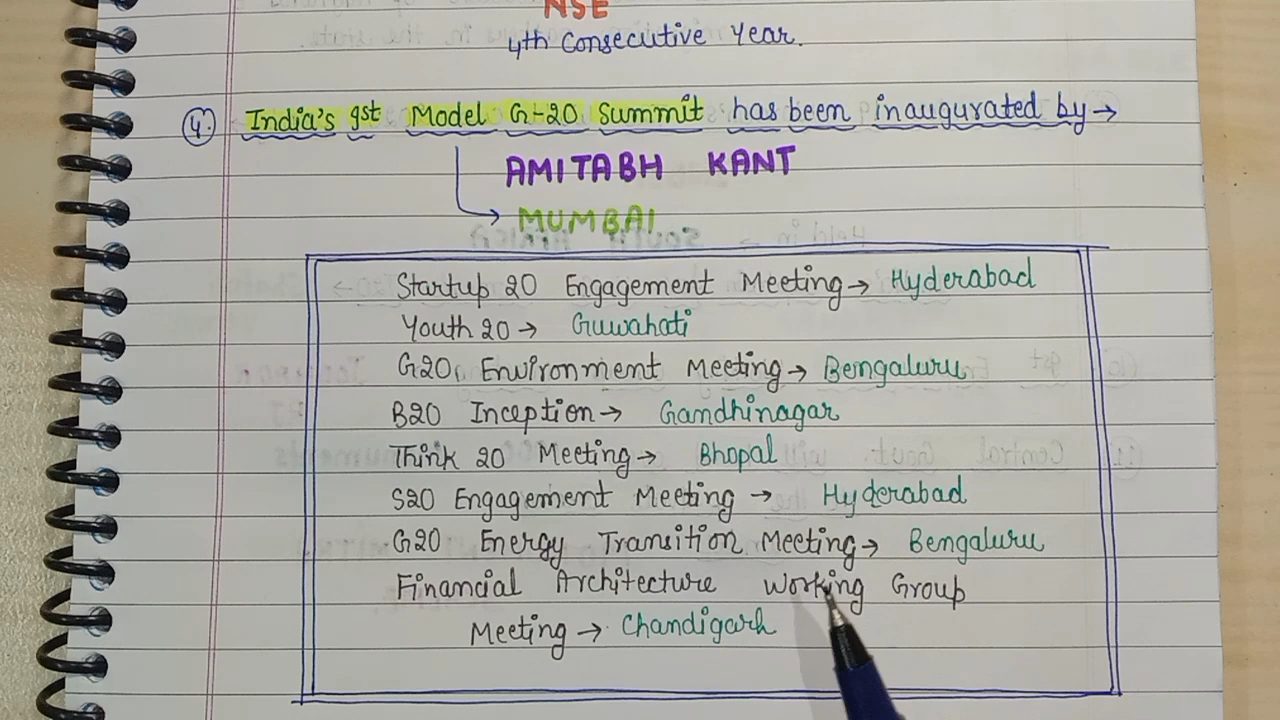 NSE
4th Consecutive Year.
4. India's gst Model G-20 Summit has been inaugurated by →
AMITABH KANT
→ MUMBAI
Startup 20 Engagement Meeting → Hyderabad
Youth 20 → Guwahati
G20 Environment Meeting → Bengaluru
B20 Inception → Gandhinagar
Think 20 Meeting → Bhopal
S20 Engagement Meeting → Hyderabad
G20 Energy Transition Meeting → Bengaluru
Financial Architecture Working Group
Meeting → Chandigarh